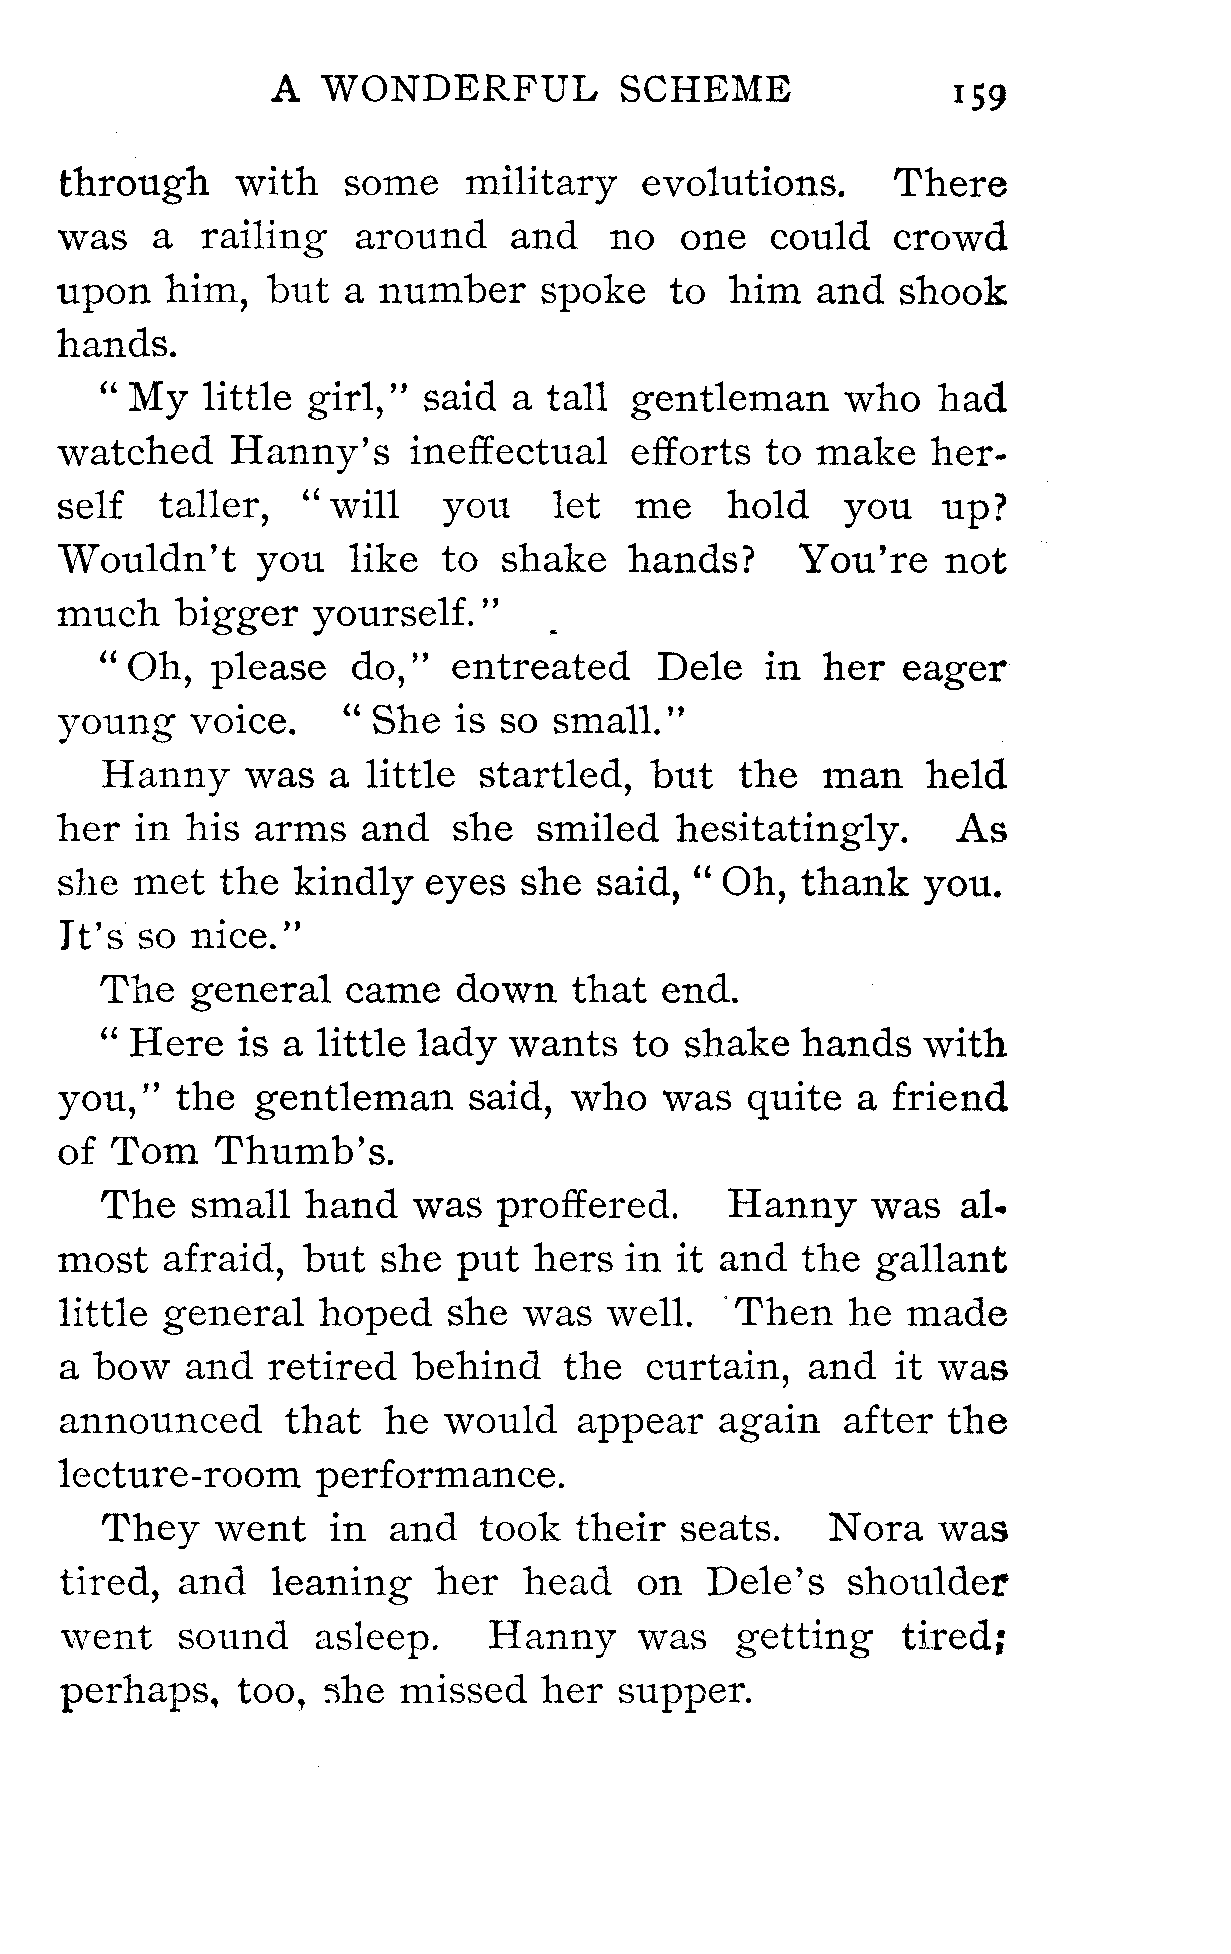 A WONDERFUL SCHEME 159
through with some military evolutions. There
was a railing around and no one could crowd
upon him, but a number spoke to him and shook
hands.
"My little girl," said a tall gentleman who had
watched Hanny's ineffectual efforts to make her-
self taller, "will you let me hold you up?
Wouldn't you like to shake hands? You're not
much bigger yourself."
"Oh, please do," entreated Dele in her eager
young voice. "She is so small."
Hanny was a little startled, but the man held
her in his arms and she smiled hesitatingly. As
she met the kindly eyes she said, "Oh, thank you.
It's so nice."
The general came down that end.
"Here is a little lady wants to shake hands with
you," the gentleman said, who was quite a friend
of Tom Thumb's.
The small hand was proffered. Hanny was al-
most afraid, but she put hers in it and the gallant
little general hoped she was well. Then he made
a bow and retired behind the curtain, and it was
announced that he would appear again after the
lecture-room performance.
They went in and took their seats. Nora was
tired, and leaning her head on Dele's shoulder
went sound asleep. Hanny was getting tired;
perhaps, too, she missed her supper.